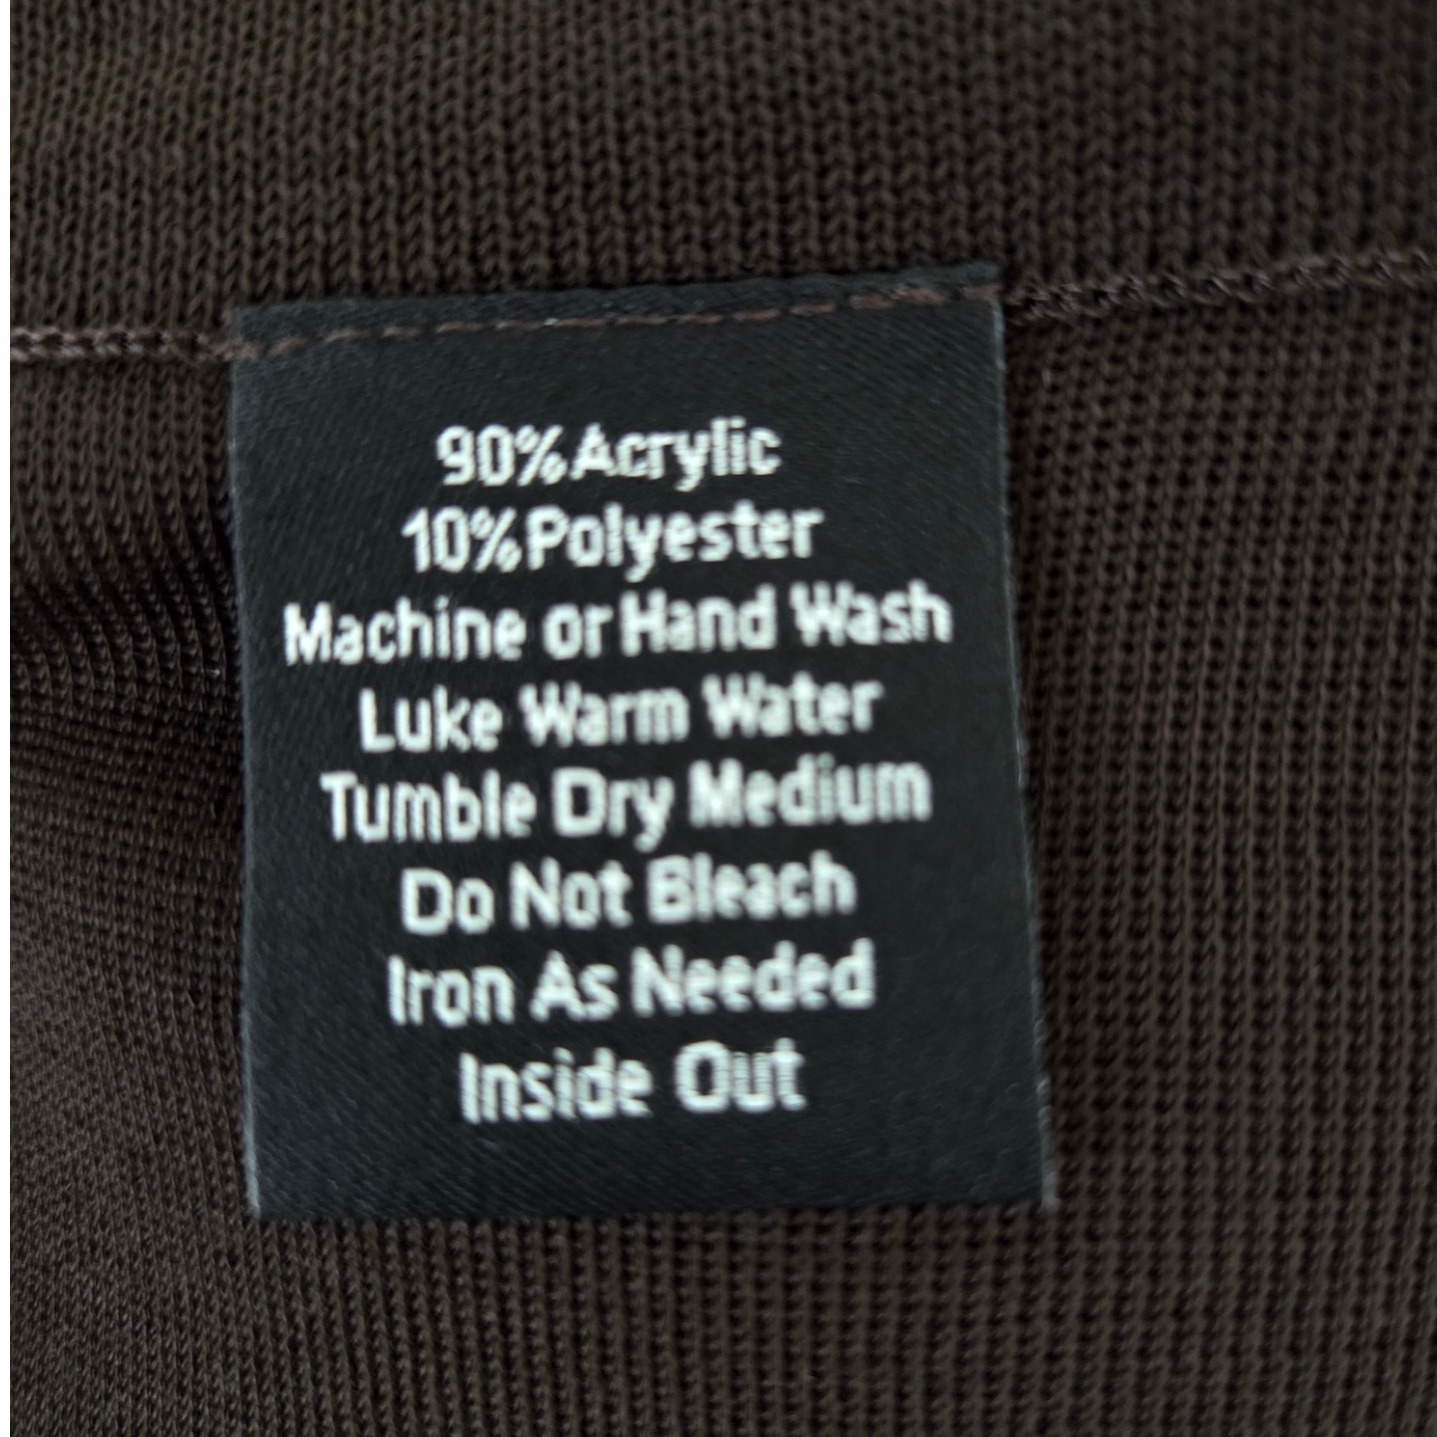 90% Acrylic
10% Polyester
Machine or Hand Wash
Luke Warm Water
Tumble Dry Medium
Do Not Bleach
Iron As Needed
Inside Out